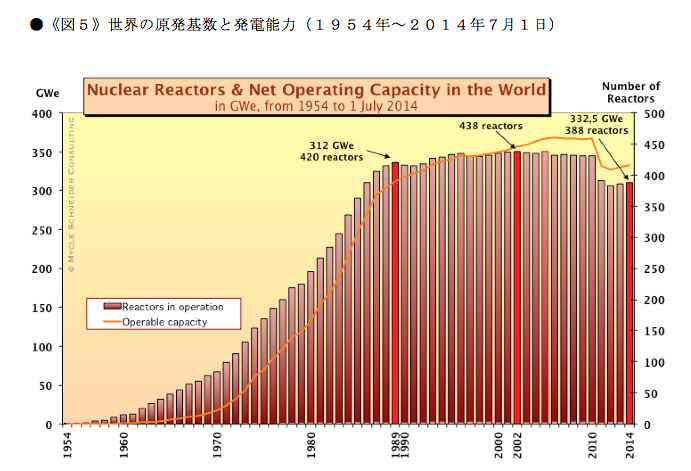 ●《図５》世界の原発基数と発電能力（１９５４年～２０１４年７月１日）
Nuclear Reactors & Net Operating Capacity in the World
in GWe, from 1954 to 1 July 2014
GWe
Number of
Reactors
400
350
300
250
200
150
100
50
0
500
450
400
350
300
250
200
150
100
50
0
© MYCLE SCHNEIDER CONSULTING
312 GWe
420 reactors
438 reactors
332,5 GWe
388 reactors
Reactors in operation
Operable capacity
1954
1960
1970
1980
1989
1990
2000
2002
2010
2014